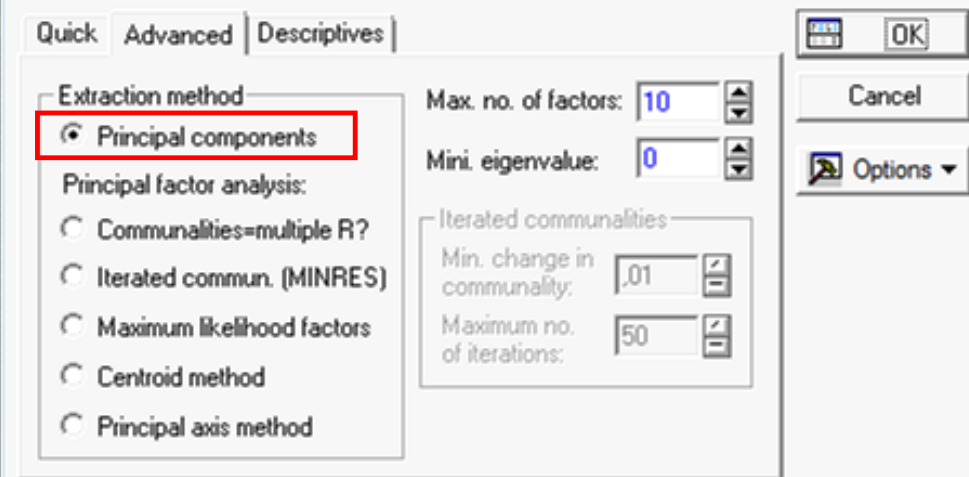 Quick Advanced Descriptives
OK
Cancel
Options
Extraction method
Principal components
Principal factor analysis:
Communalities=multiple R?
Iterated commun. (MINRES)
Maximum likelihood factors
Centroid method
Principal axis method
Max. no. of factors: 10
Mini. eigenvalue: 0
Iterated communalities
Min. change in
communality: ,01
Maximum no.
of iterations: 50